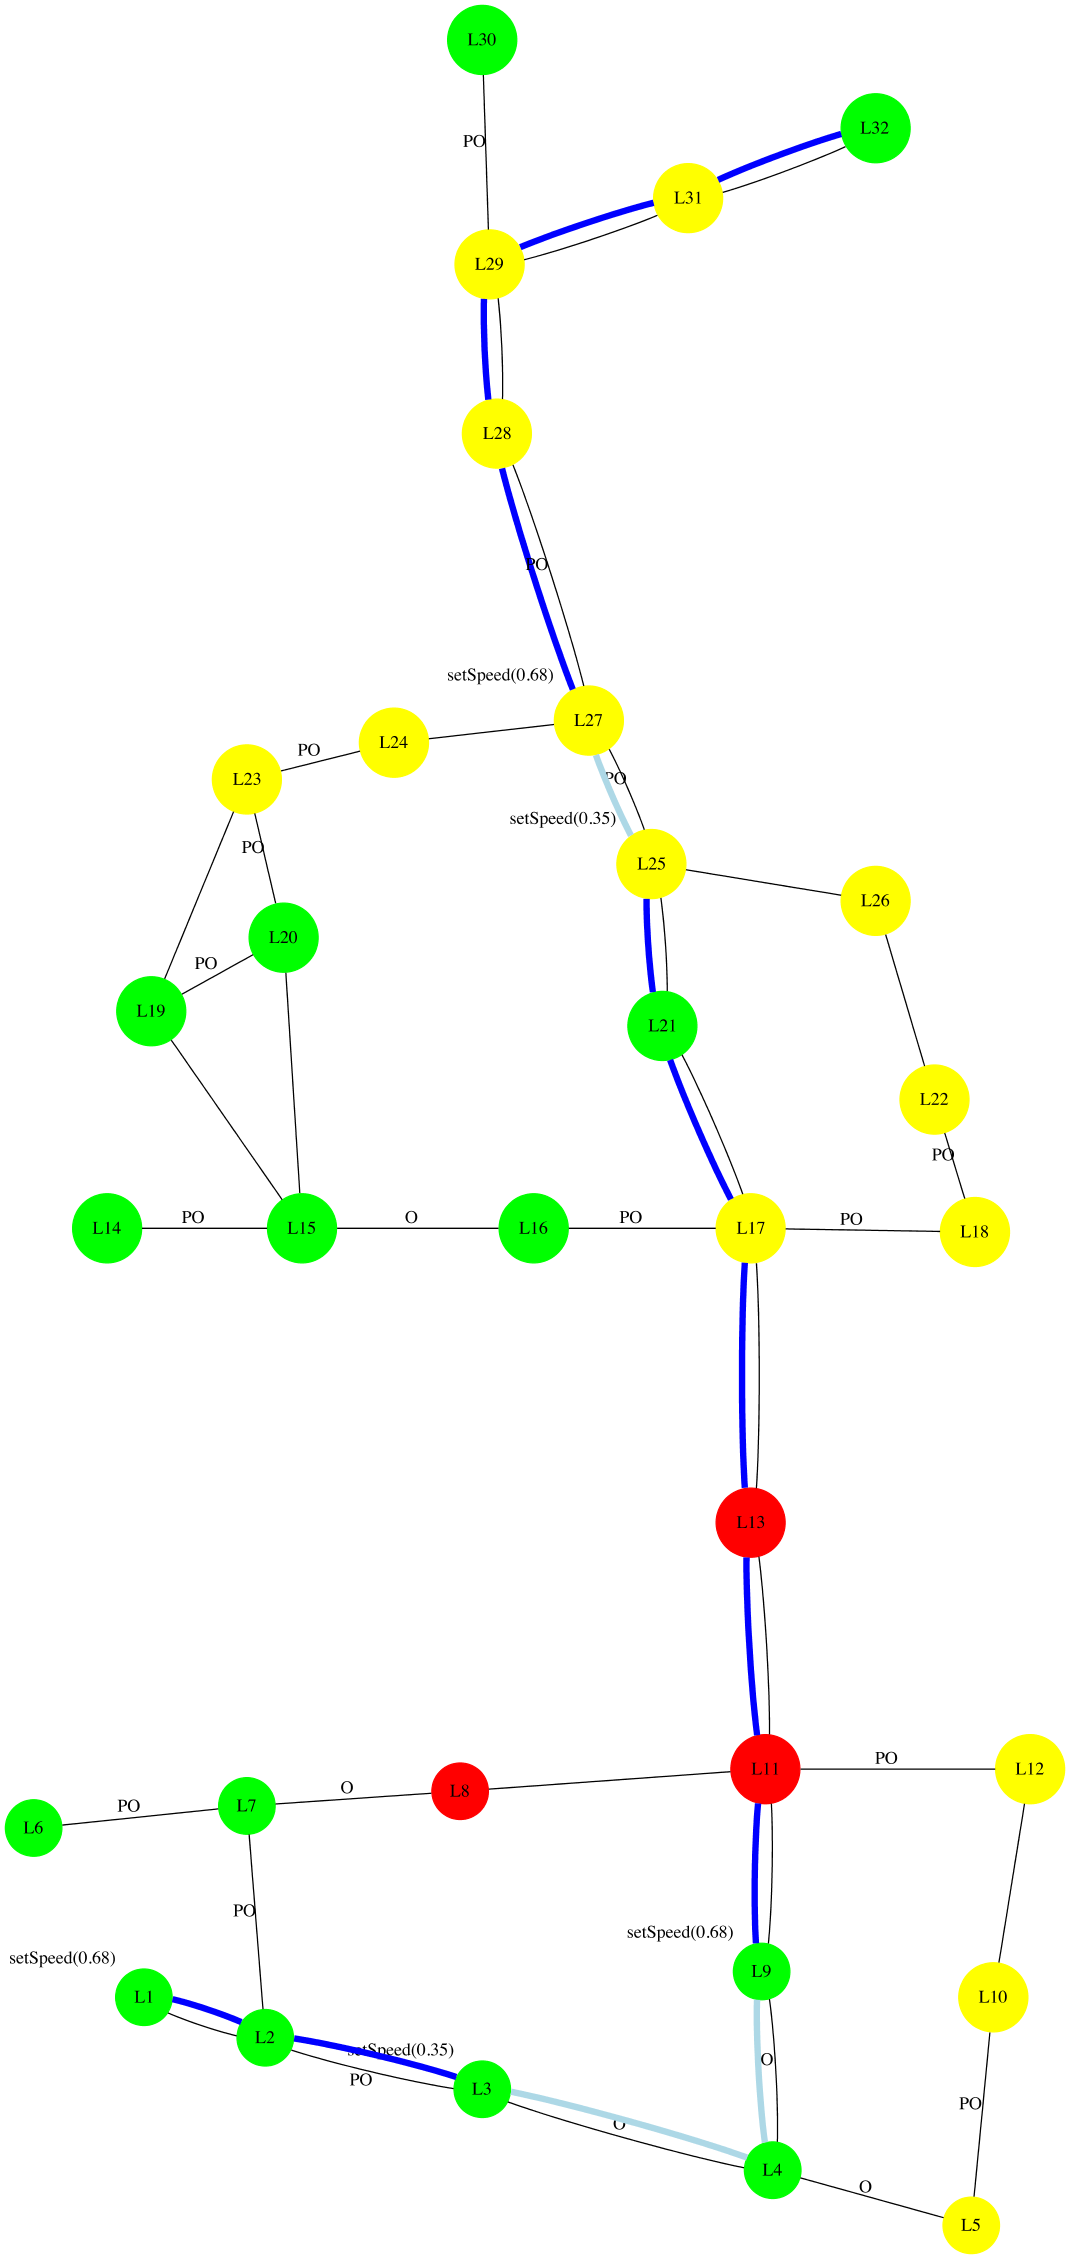 L30
L32
PO
L31
L29
L28
PO
setSpeed(0.68)
L27
L24
PO
L23
PO
setSpeed(0.35)
PO
L25
L26
L20
PO
L19
L21
L22
PO
L14
PO
L15
O
L16
PO
L17
PO
L18
L13
L11
PO
L12
L8
O
L7
PO
L6
PO
setSpeed(0.68)
setSpeed(0.68)
L9
L1
L10
L2
setSpeed(0.35)
O
PO
L3
PO
O
L4
O
L5